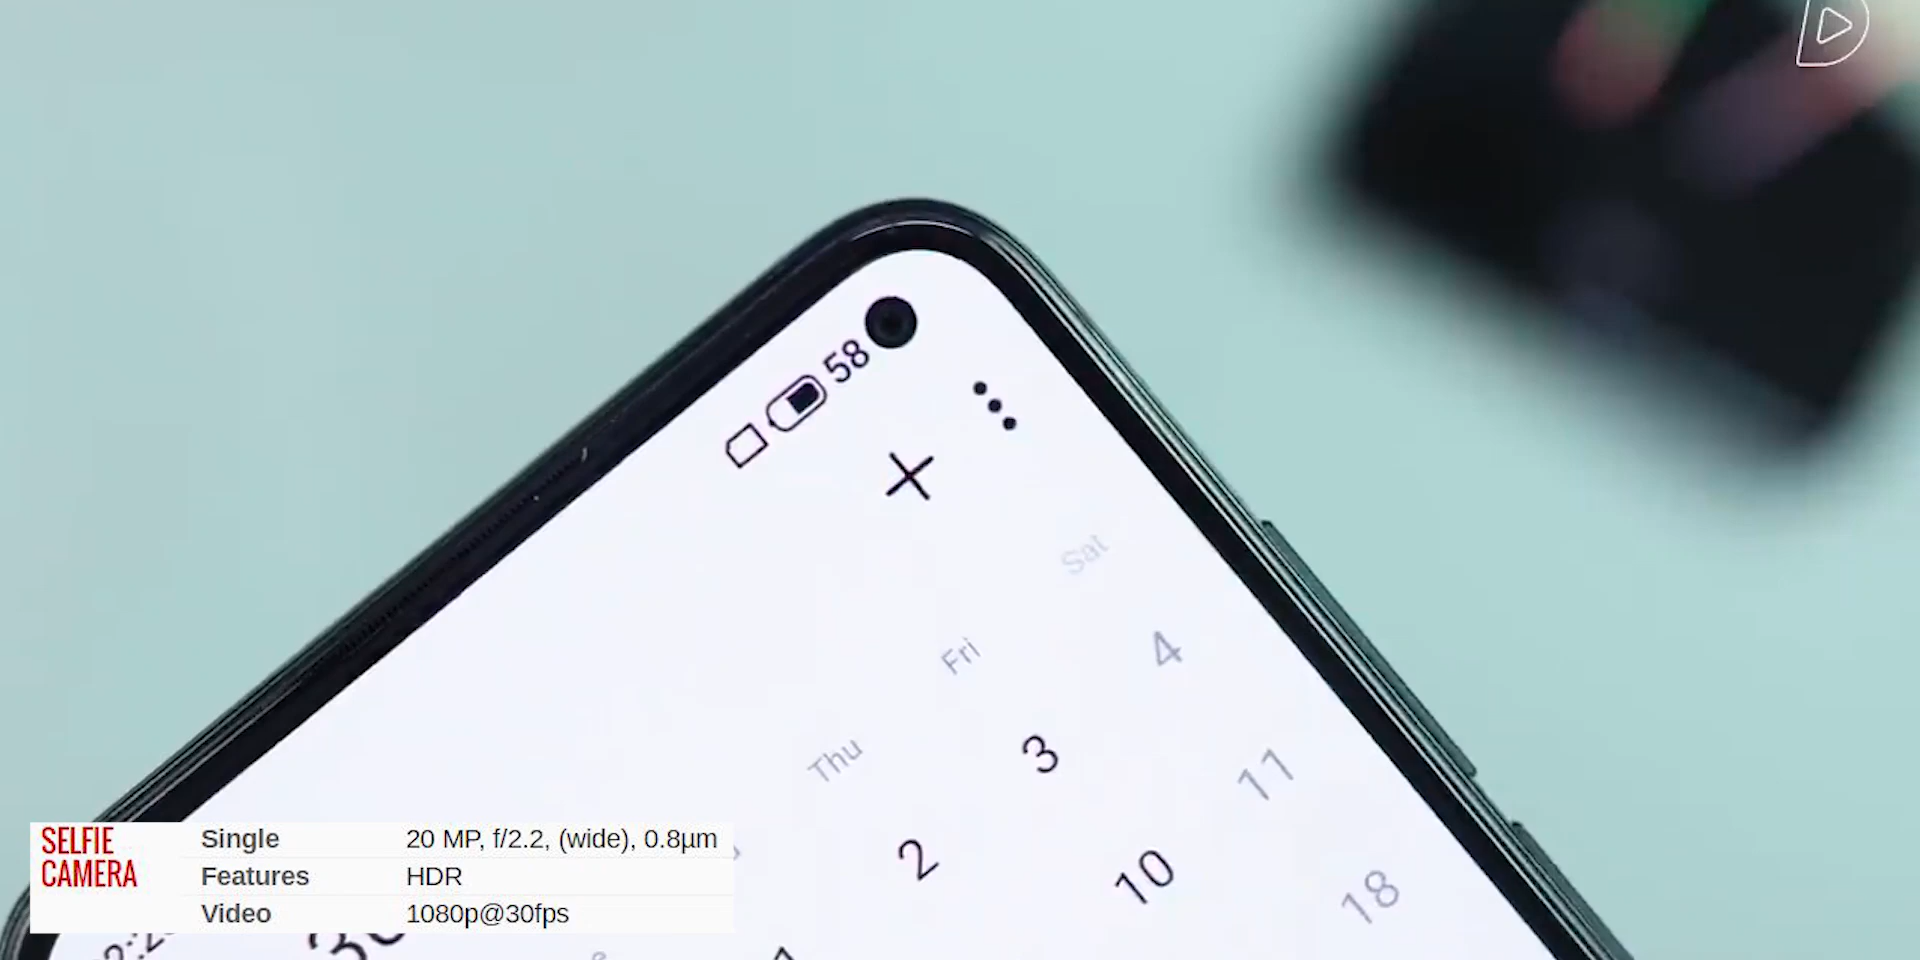 58
Sat
Fri
4
Thu
3
11
2
10
18
SELFIE
CAMERA
Single 20 MP, f/2.2, (wide), 0.8µm
Features HDR
Video 1080p@30fps